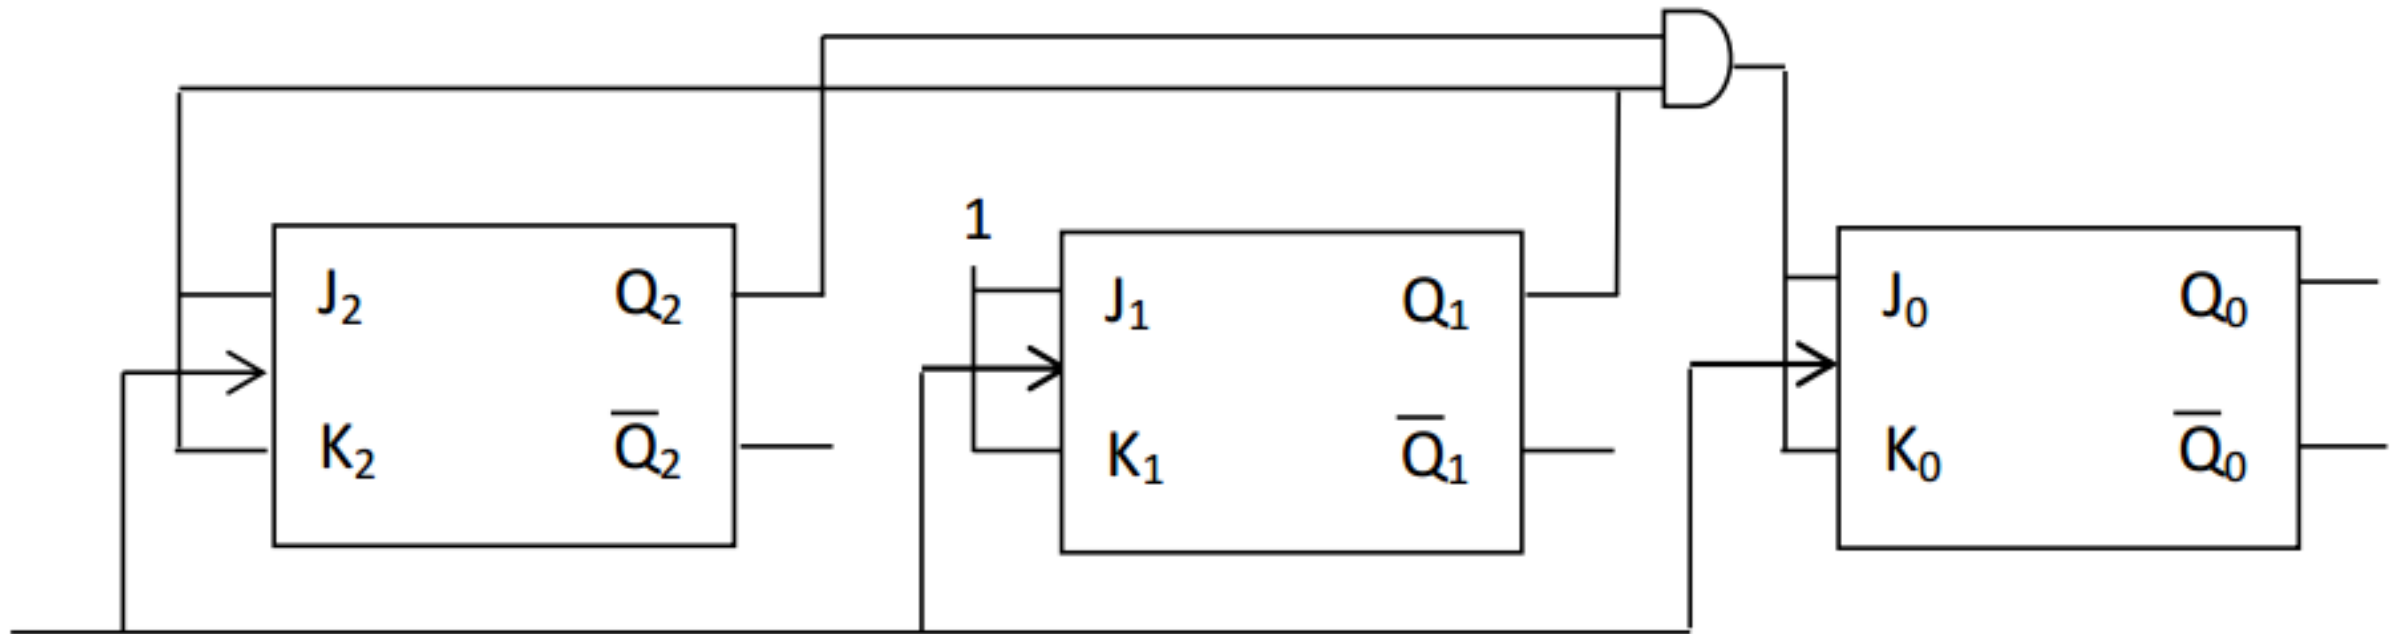 1
J₂ Q₂ J₁ Q₁ J₀ Q₀
K₂ Q̅₂ K₁ Q̅₁ K₀ Q̅₀